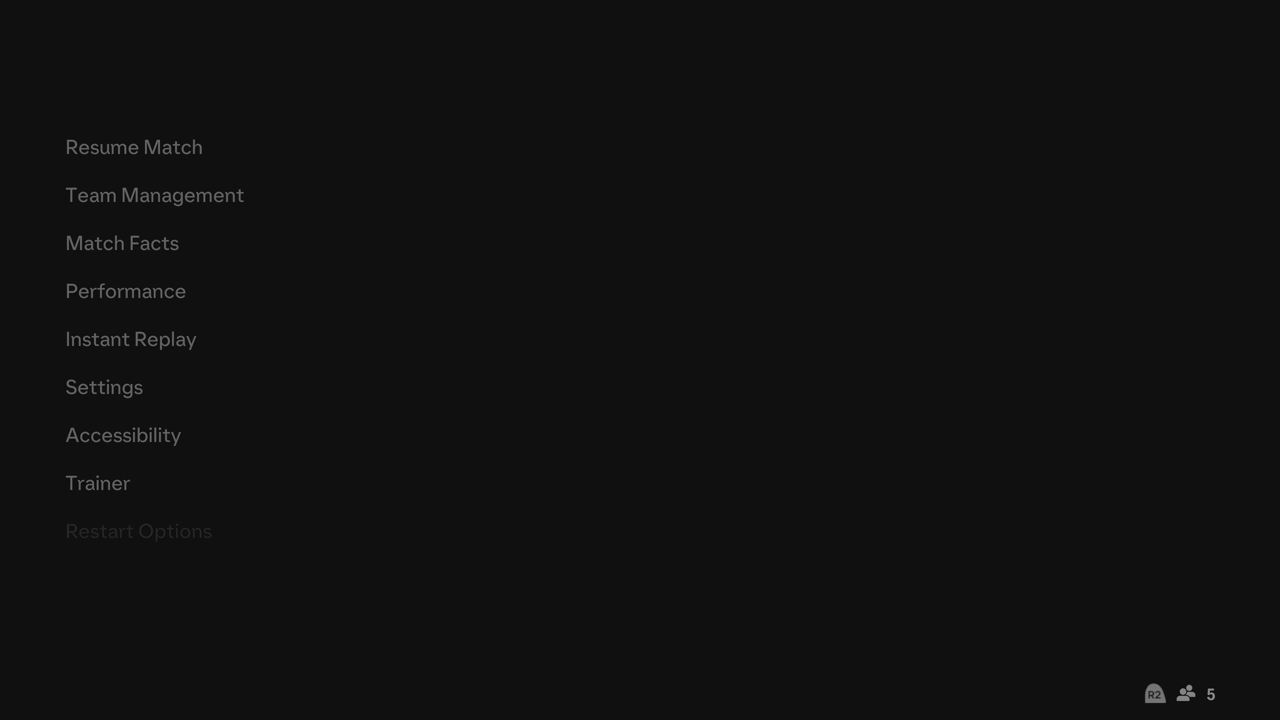 Resume Match
Team Management
Match Facts
Performance
Instant Replay
Settings
Accessibility
Trainer
Restart Options
R2 5